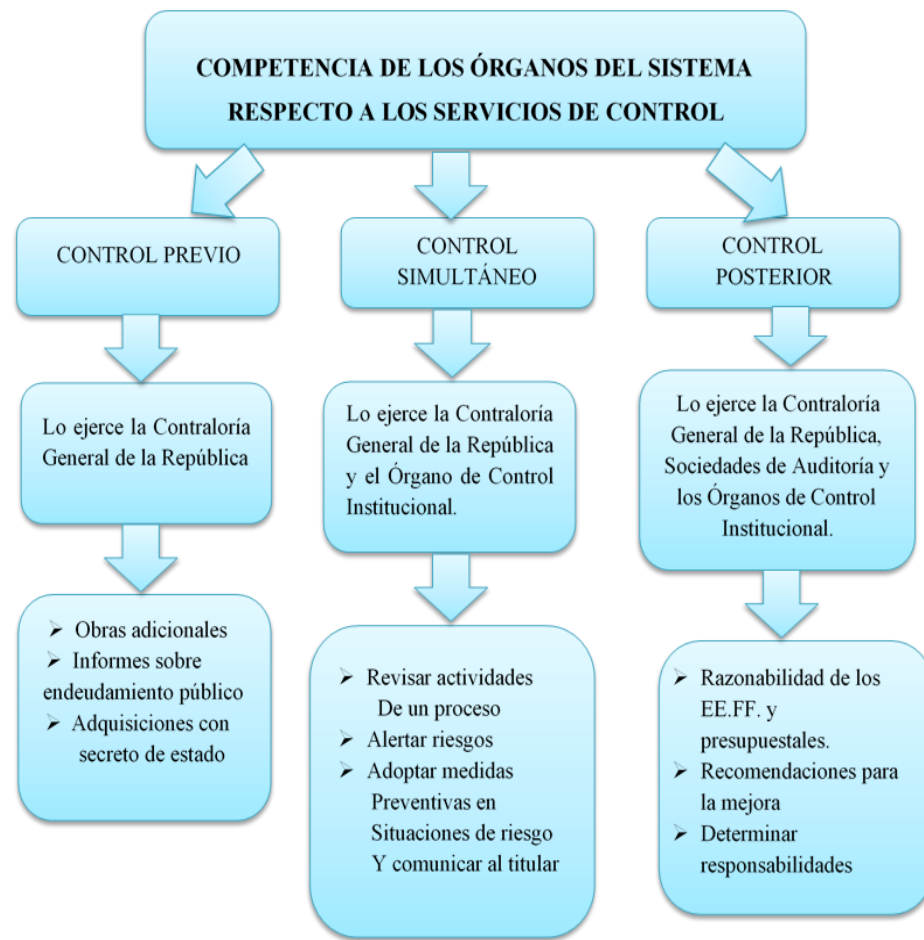 COMPETENCIA DE LOS ÓRGANOS DEL SISTEMA
RESPECTO A LOS SERVICIOS DE CONTROL
CONTROL PREVIO
Lo ejerce la Contraloría
General de la República
➢ Obras adicionales
➢ Informes sobre
endeudamiento público
➢ Adquisiciones con
secreto de estado
CONTROL
SIMULTÁNEO
Lo ejerce la Contraloría
General de la República
y el Órgano de Control
Institucional.
➢ Revisar actividades
De un proceso
➢ Alertar riesgos
➢ Adoptar medidas
Preventivas en
Situaciones de riesgo
Y comunicar al titular
CONTROL
POSTERIOR
Lo ejerce la Contraloría
General de la República,
Sociedades de Auditoría y
los Órganos de Control
Institucional.
➢ Razonabilidad de los
EE.FF. y
presupuestales.
➢ Recomendaciones para
la mejora
➢ Determinar
responsabilidades